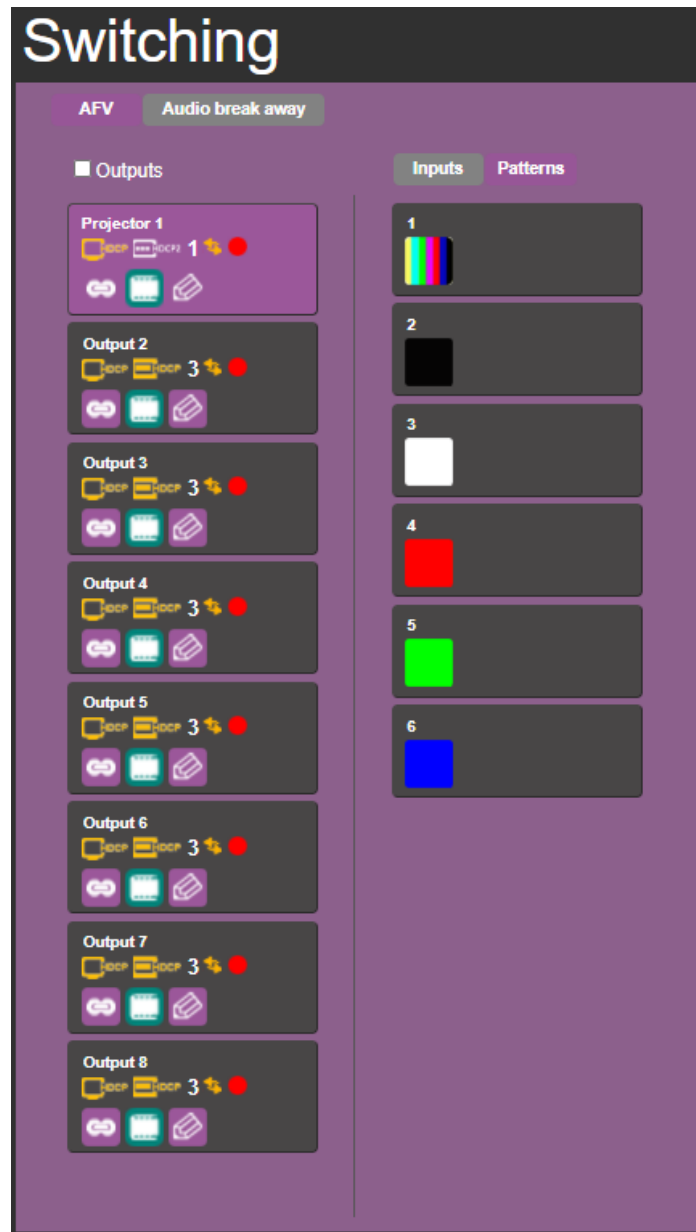 Switching
AFV Audio break away
Outputs
Inputs Patterns
Projector 1
HDCP HDCP2 1
Output 2
HDCP HDCP 3
Output 3
HDCP HDCP 3
Output 4
HDCP HDCP 3
Output 5
HDCP HDCP 3
Output 6
HDCP HDCP 3
Output 7
HDCP HDCP 3
Output 8
HDCP HDCP 3
1
2
3
4
5
6